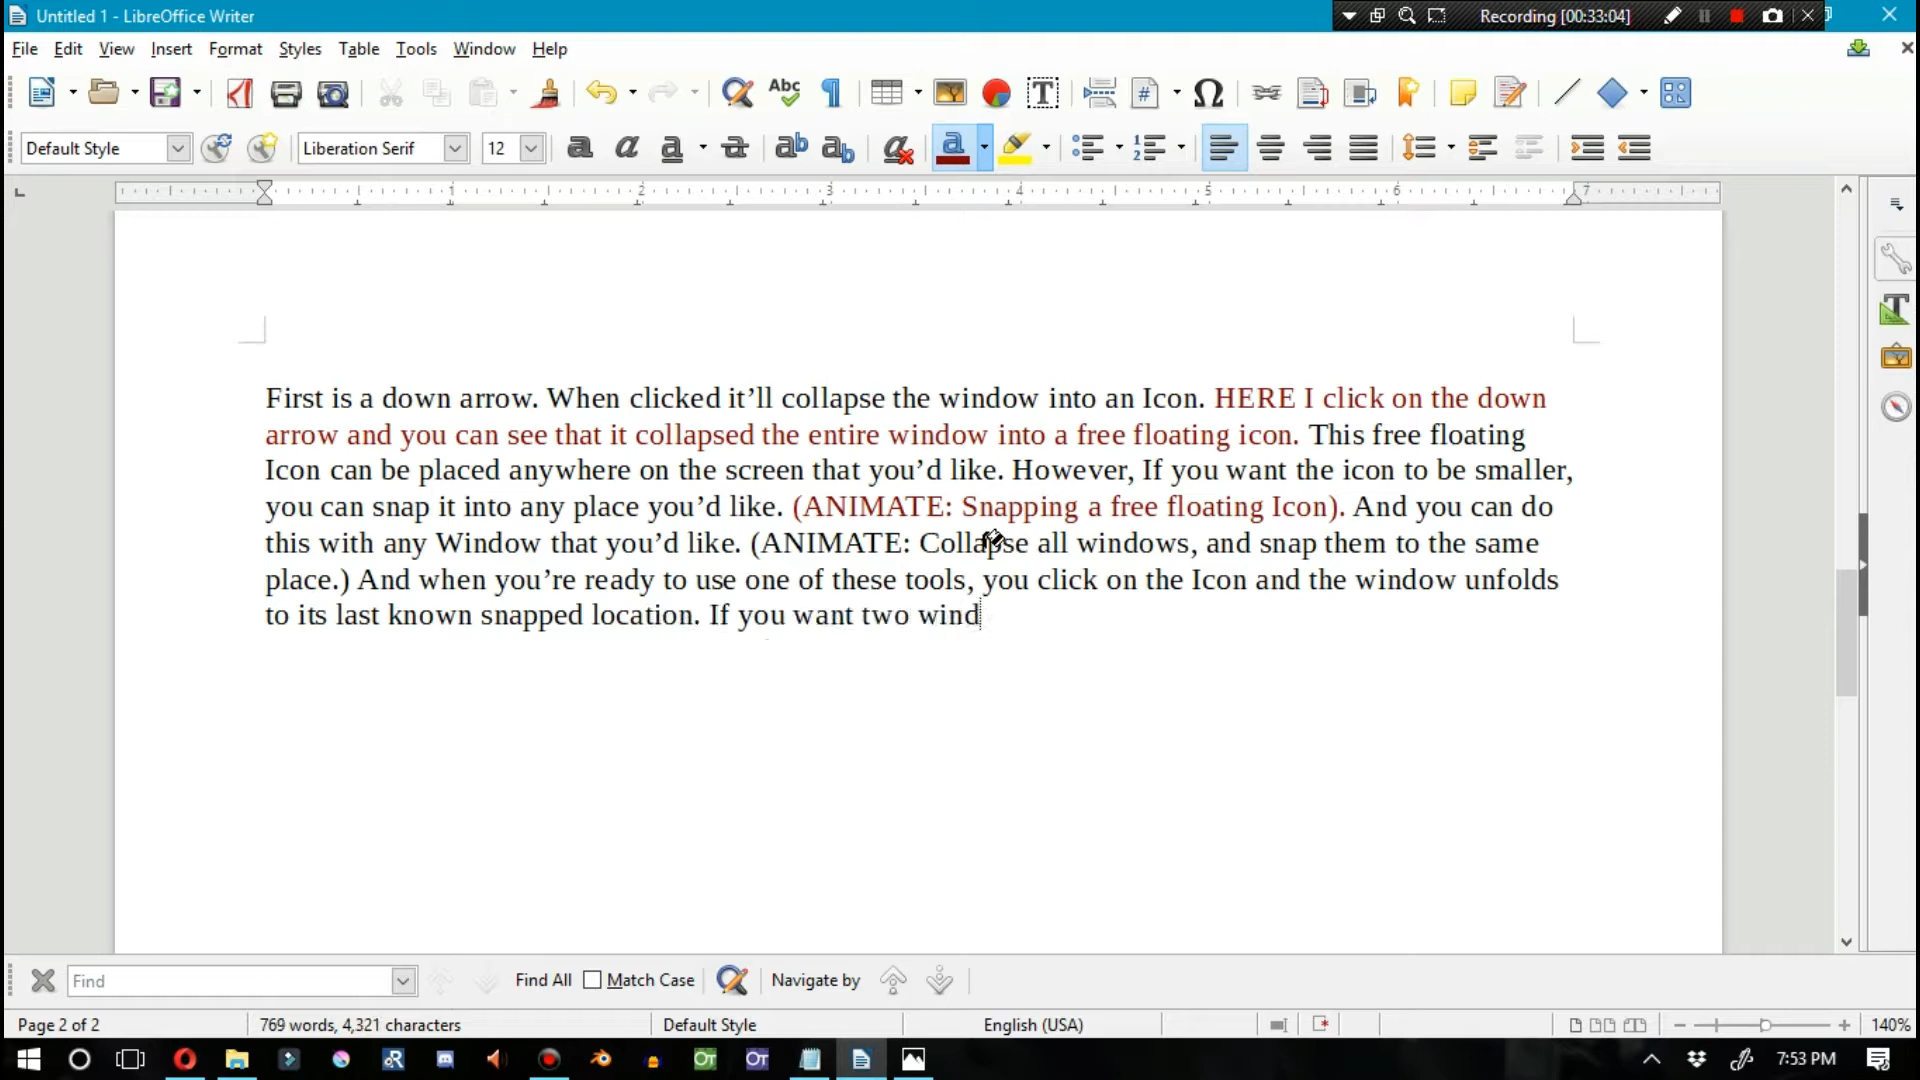 Untitled 1 - LibreOffice Writer
Recording [00:33:04]
File Edit View Insert Format Styles Table Tools Window Help
Default Style Liberation Serif 12
1 2 3 4 5 6 7
First is a down arrow. When clicked it’ll collapse the window into an Icon. HERE I click on the down
arrow and you can see that it collapsed the entire window into a free floating icon. This free floating
Icon can be placed anywhere on the screen that you’d like. However, If you want the icon to be smaller,
you can snap it into any place you’d like. (ANIMATE: Snapping a free floating Icon). And you can do
this with any Window that you’d like. (ANIMATE: Collapse all windows, and snap them to the same
place.) And when you’re ready to use one of these tools, you click on the Icon and the window unfolds
to its last known snapped location. If you want two wind
Find Find All Match Case Navigate by
Page 2 of 2 769 words, 4,321 characters Default Style English (USA) 140%
7:53 PM